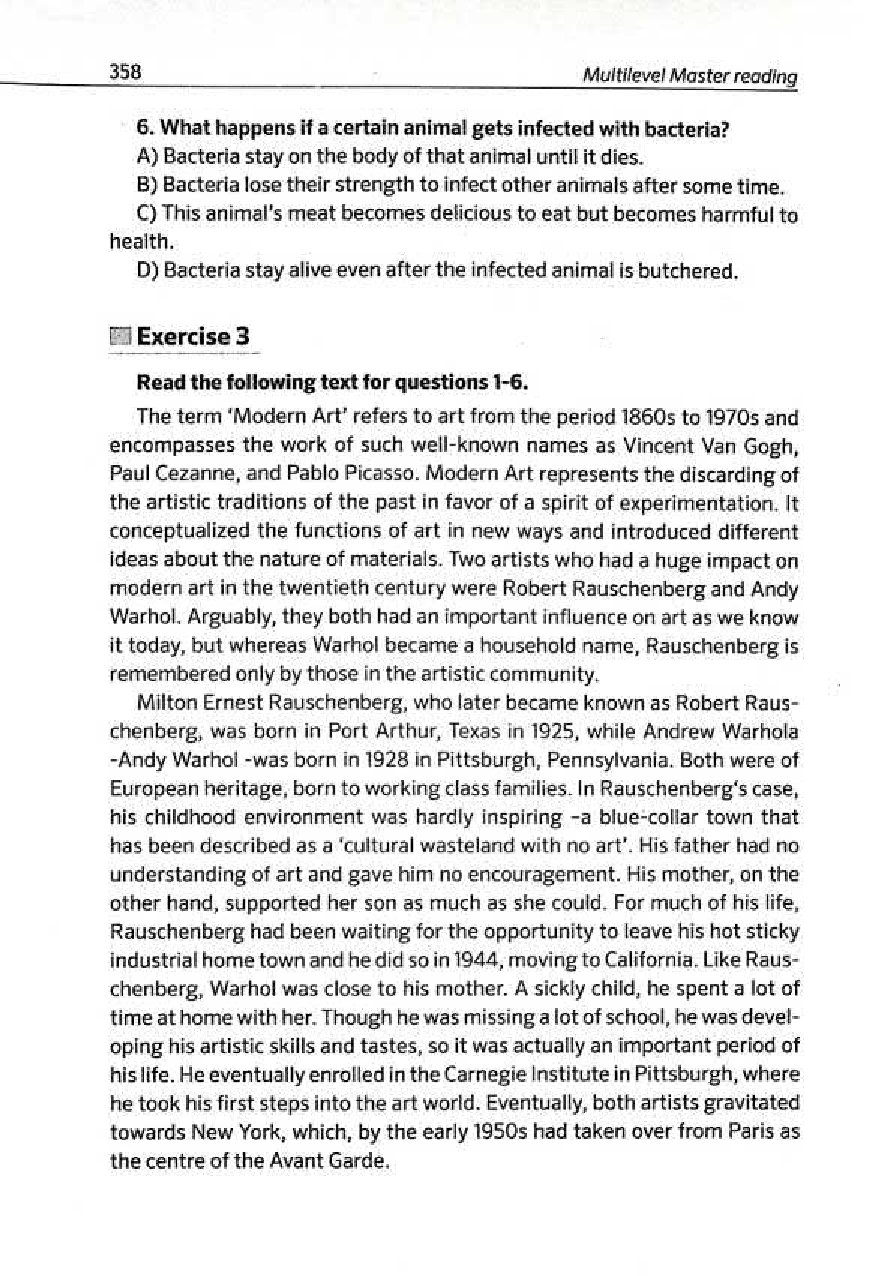 358 Multilevel Master reading
6. What happens if a certain animal gets infected with bacteria?
A) Bacteria stay on the body of that animal until it dies.
B) Bacteria lose their strength to infect other animals after some time.
C) This animal's meat becomes delicious to eat but becomes harmful to
health.
D) Bacteria stay alive even after the infected animal is butchered.
Exercise 3
Read the following text for questions 1-6.
The term 'Modern Art' refers to art from the period 1860s to 1970s and
encompasses the work of such well-known names as Vincent Van Gogh,
Paul Cezanne, and Pablo Picasso. Modern Art represents the discarding of
the artistic traditions of the past in favor of a spirit of experimentation. It
conceptualized the functions of art in new ways and introduced different
ideas about the nature of materials. Two artists who had a huge impact on
modern art in the twentieth century were Robert Rauschenberg and Andy
Warhol. Arguably, they both had an important influence on art as we know
it today, but whereas Warhol became a household name, Rauschenberg is
remembered only by those in the artistic community.
Milton Ernest Rauschenberg, who later became known as Robert Raus-
chenberg, was born in Port Arthur, Texas in 1925, while Andrew Warhola
-Andy Warhol -was born in 1928 in Pittsburgh, Pennsylvania. Both were of
European heritage, born to working class families. In Rauschenberg's case,
his childhood environment was hardly inspiring -a blue-collar town that
has been described as a 'cultural wasteland with no art'. His father had no
understanding of art and gave him no encouragement. His mother, on the
other hand, supported her son as much as she could. For much of his life,
Rauschenberg had been waiting for the opportunity to leave his hot sticky
industrial home town and he did so in 1944, moving to California. Like Raus-
chenberg, Warhol was close to his mother. A sickly child, he spent a lot of
time at home with her. Though he was missing a lot of school, he was devel-
oping his artistic skills and tastes, so it was actually an important period of
his life. He eventually enrolled in the Carnegie Institute in Pittsburgh, where
he took his first steps into the art world. Eventually, both artists gravitated
towards New York, which, by the early 1950s had taken over from Paris as
the centre of the Avant Garde.